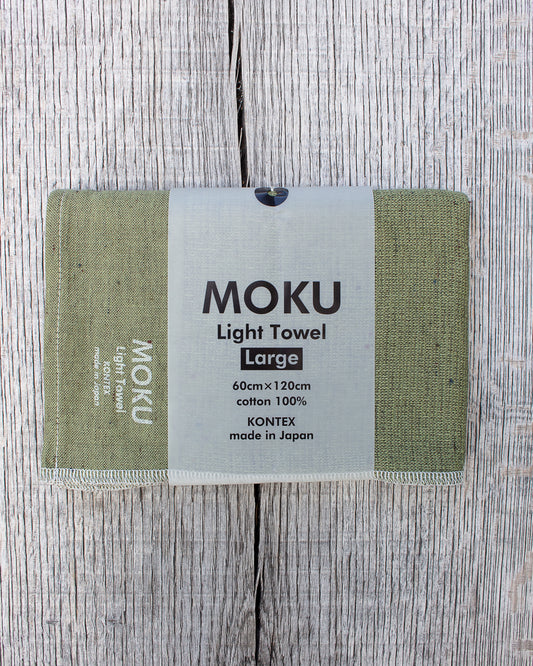 MOKU
Light Towel
Large
60cm×120cm
cotton 100%
KONTEX
made in Japan
MOKU
Light Towel
KONTEX
made in Japan